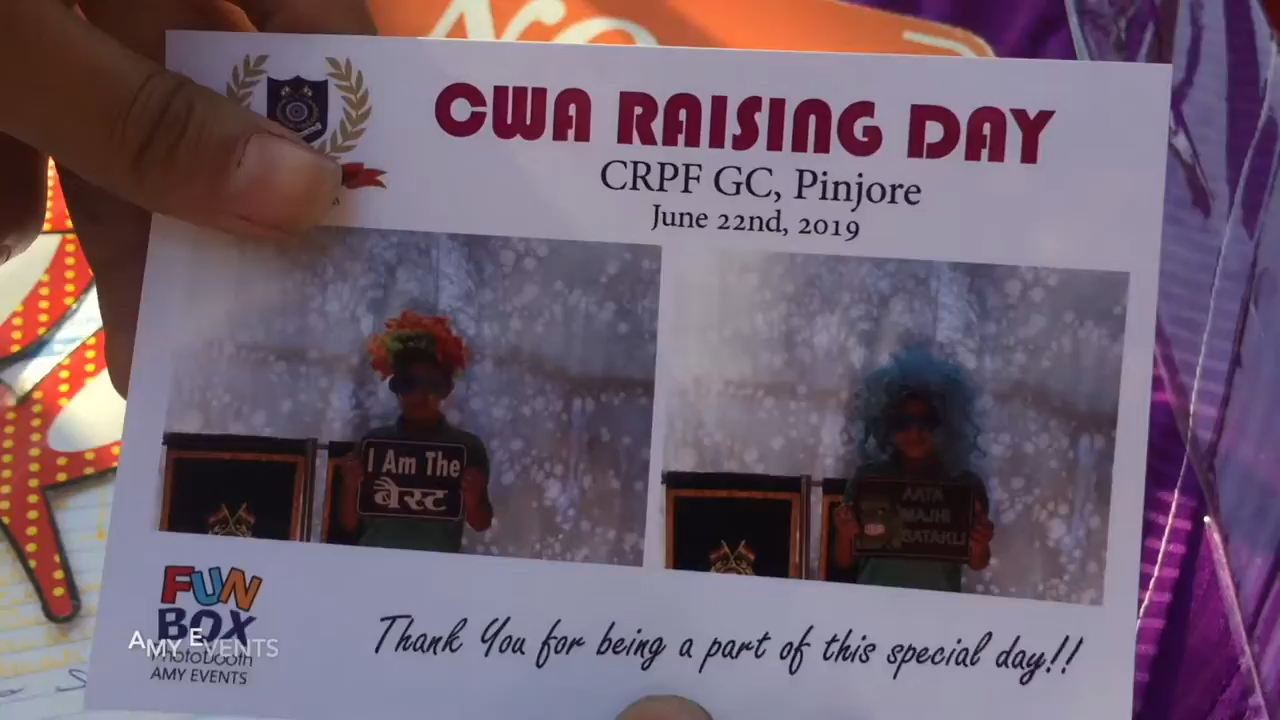 CWA RAISING DAY
CRPF GC, Pinjore
June 22nd, 2019
I Am The
बैस्ट
AATA
MAJHI
SATAKLI
FUN
BOX
PhotoBooth
AMY EVENTS
AMY EVENTS
Thank You for being a part of this special day!!